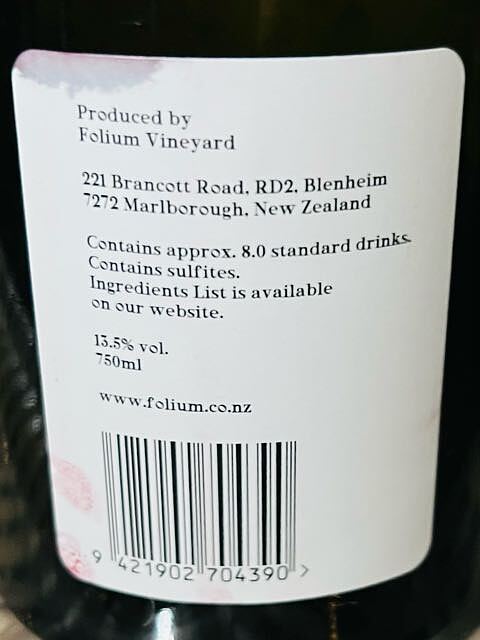 Produced by
Folium Vineyard
221 Brancott Road, RD2, Blenheim
7272 Marlborough, New Zealand
Contains approx. 8.0 standard drinks.
Contains sulfites.
Ingredients List is available
on our website.
13.5% vol.
750ml
www.folium.co.nz
9 421902 704390 >